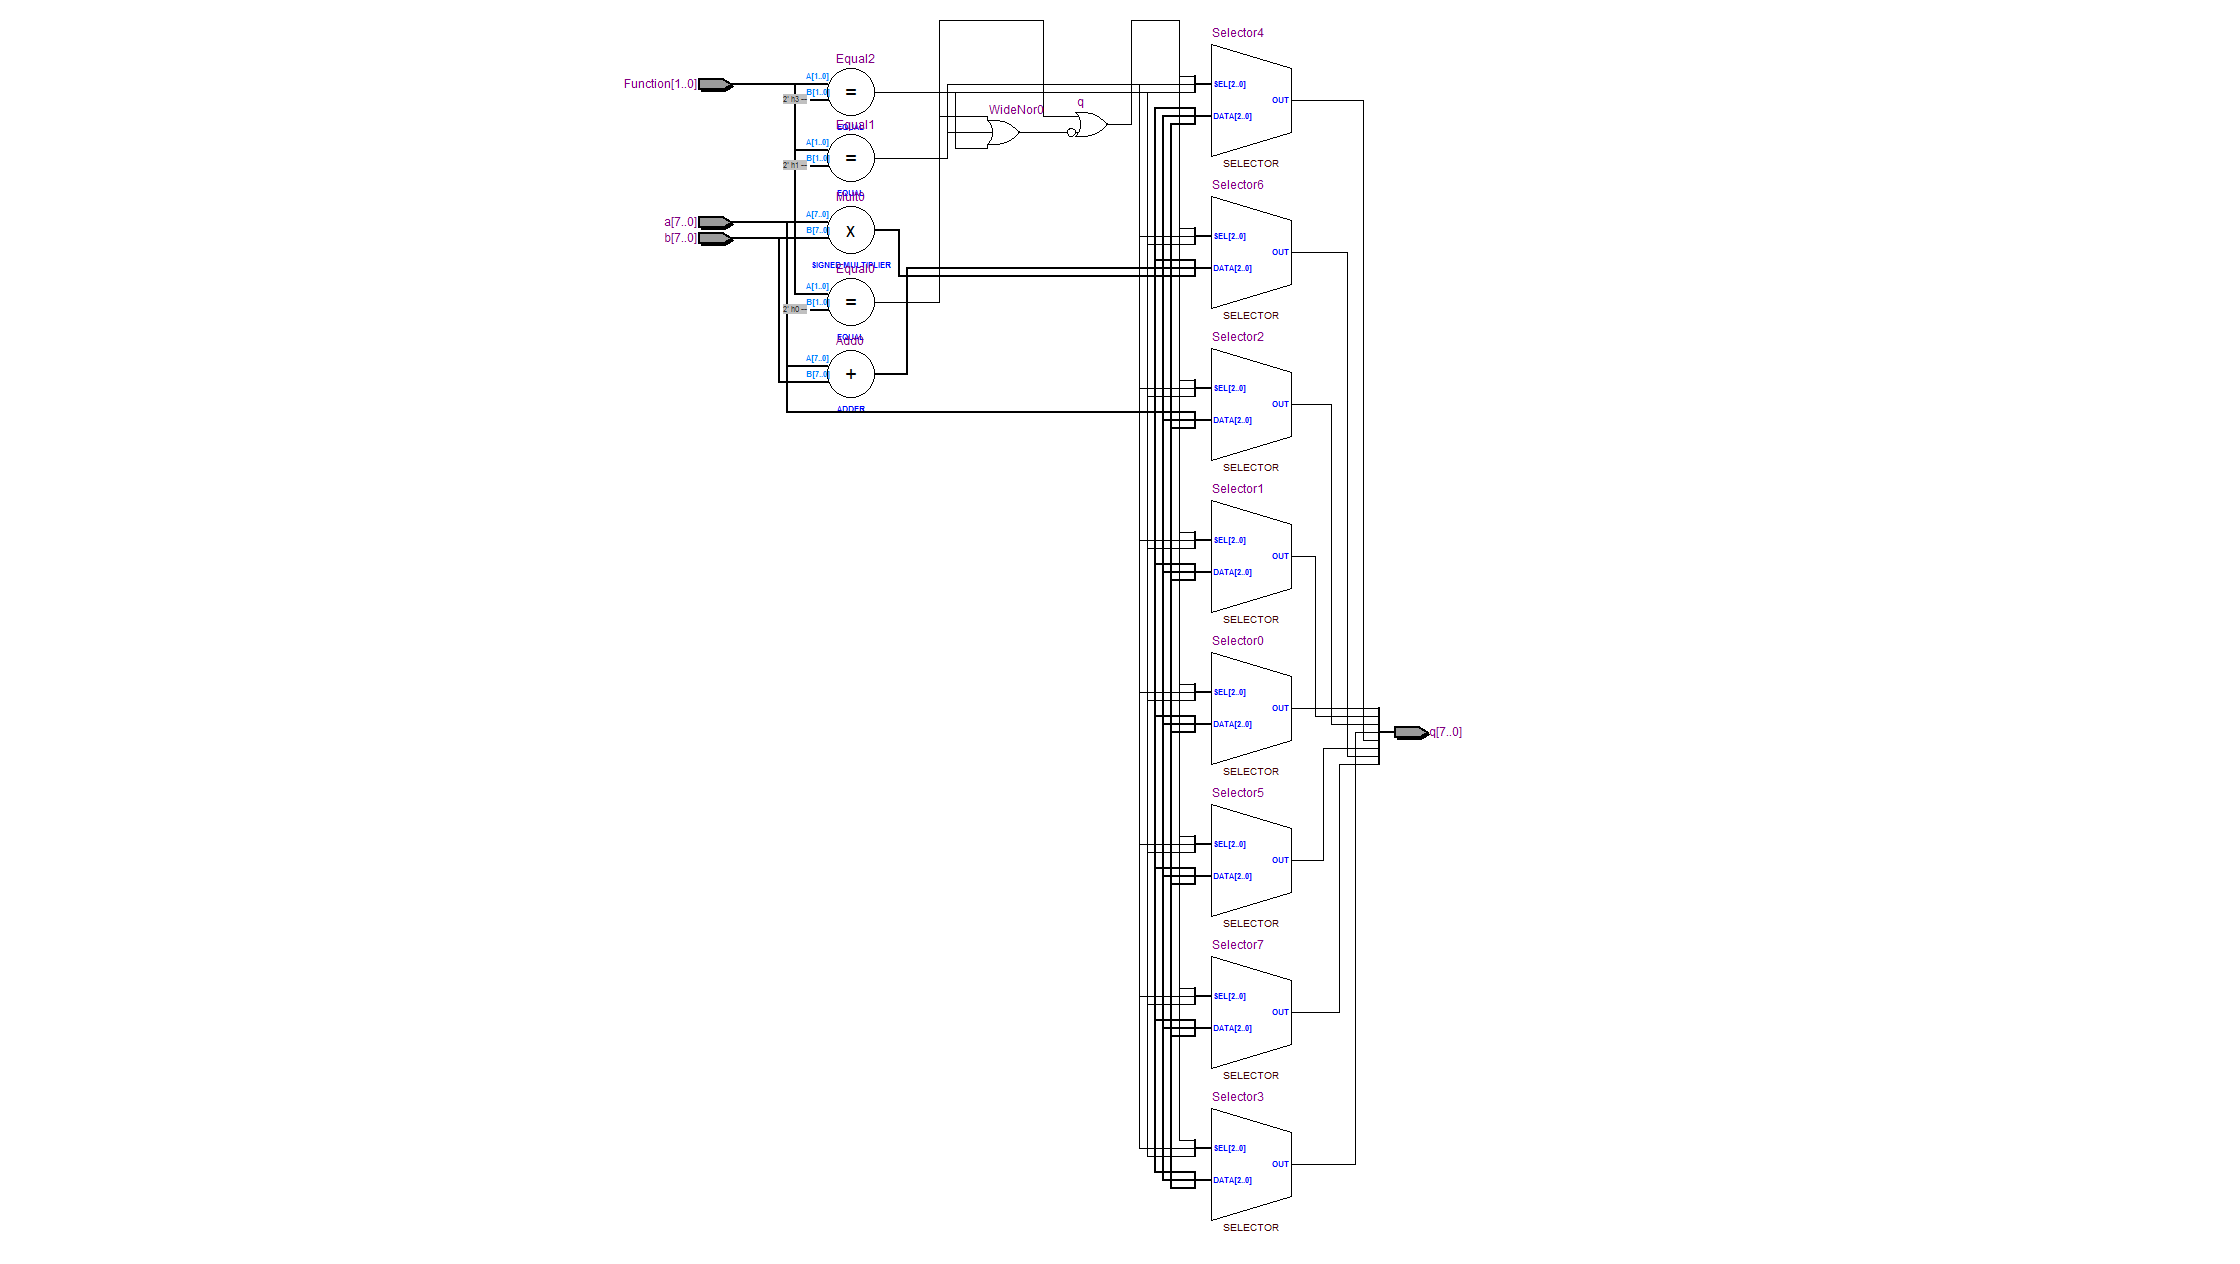 Function[1..0]
a[7..0]
b[7..0]
Equal2
A[1..0]
B[1..0]
2' h3 --
=
EQUAL
Equal1
A[1..0]
B[1..0]
2' h1 --
=
EQUAL
Mult0
A[7..0]
B[7..0]
X
SIGNED MULTIPLIER
Equal0
A[1..0]
B[1..0]
2' h0 --
=
EQUAL
Add0
A[7..0]
B[7..0]
+
ADDER
WideNor0
q
Selector4
SEL[2..0]
OUT
DATA[2..0]
SELECTOR
Selector6
SEL[2..0]
OUT
DATA[2..0]
SELECTOR
Selector2
SEL[2..0]
OUT
DATA[2..0]
SELECTOR
Selector1
SEL[2..0]
OUT
DATA[2..0]
SELECTOR
Selector0
SEL[2..0]
OUT
DATA[2..0]
SELECTOR
Selector5
SEL[2..0]
OUT
DATA[2..0]
SELECTOR
Selector7
SEL[2..0]
OUT
DATA[2..0]
SELECTOR
Selector3
SEL[2..0]
OUT
DATA[2..0]
SELECTOR
q[7..0]